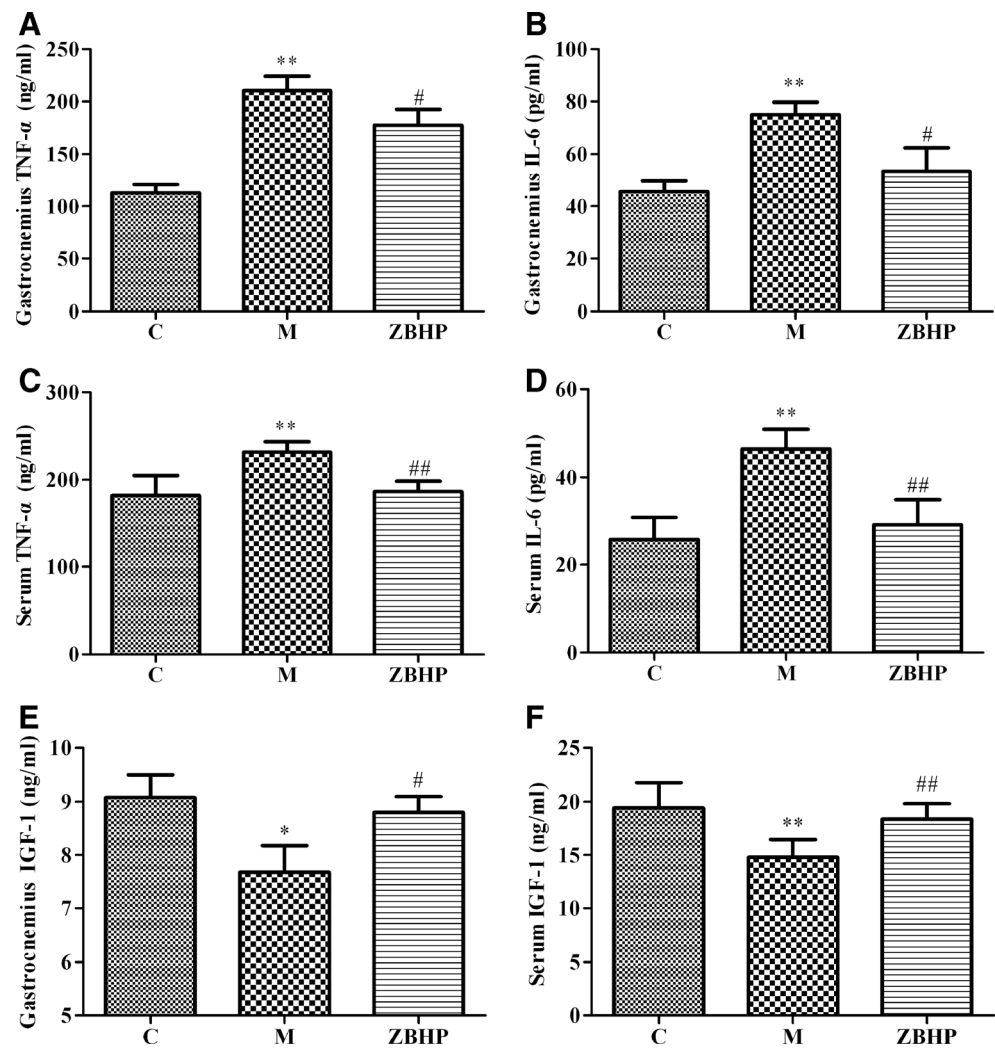 A
Gastrocnemius TNF-α (ng/ml)
250
200
150
100
50
0
**
#
C M ZBHP
B
Gastrocnemius IL-6 (pg/ml)
100
80
60
40
20
0
**
#
C M ZBHP
C
Serum TNF-α (ng/ml)
300
200
100
0
**
##
C M ZBHP
D
Serum IL-6 (pg/ml)
60
40
20
0
**
##
C M ZBHP
E
Gastrocnemius IGF-1 (ng/ml)
10
9
8
7
6
5
*
#
C M ZBHP
F
Serum IGF-1 (ng/ml)
25
20
15
10
5
0
**
##
C M ZBHP